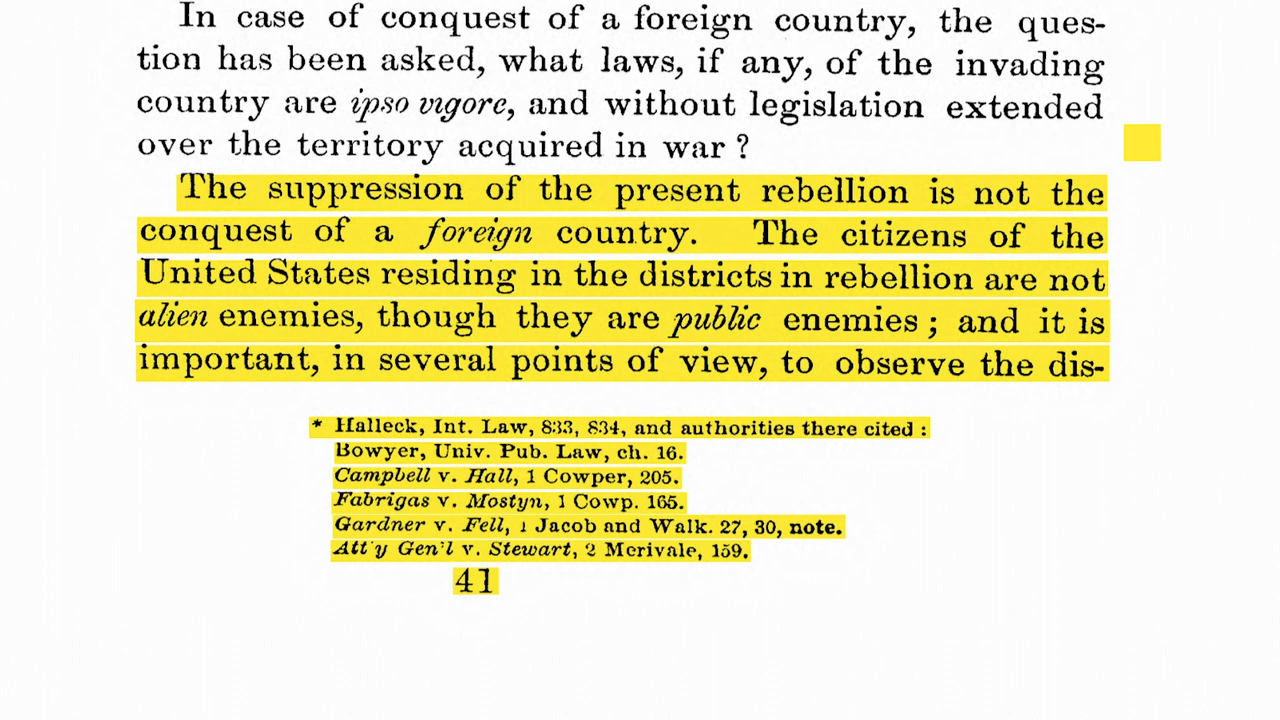 In case of conquest of a foreign country, the ques-
tion has been asked, what laws, if any, of the invading
country are ipso vigore, and without legislation extended
over the territory acquired in war ?
The suppression of the present rebellion is not the
conquest of a foreign country. The citizens of the
United States residing in the districts in rebellion are not
alien enemies, though they are public enemies ; and it is
important, in several points of view, to observe the dis-
* Halleck, Int. Law, 833, 834, and authorities there cited :
Bowyer, Univ. Pub. Law, ch. 16.
Campbell v. Hall, 1 Cowper, 205.
Fabrigas v. Mostyn, 1 Cowp. 165.
Gardner v. Fell, 1 Jacob and Walk. 27, 30, note.
Att'y Gen'l v. Stewart, 2 Merivale, 159.
41